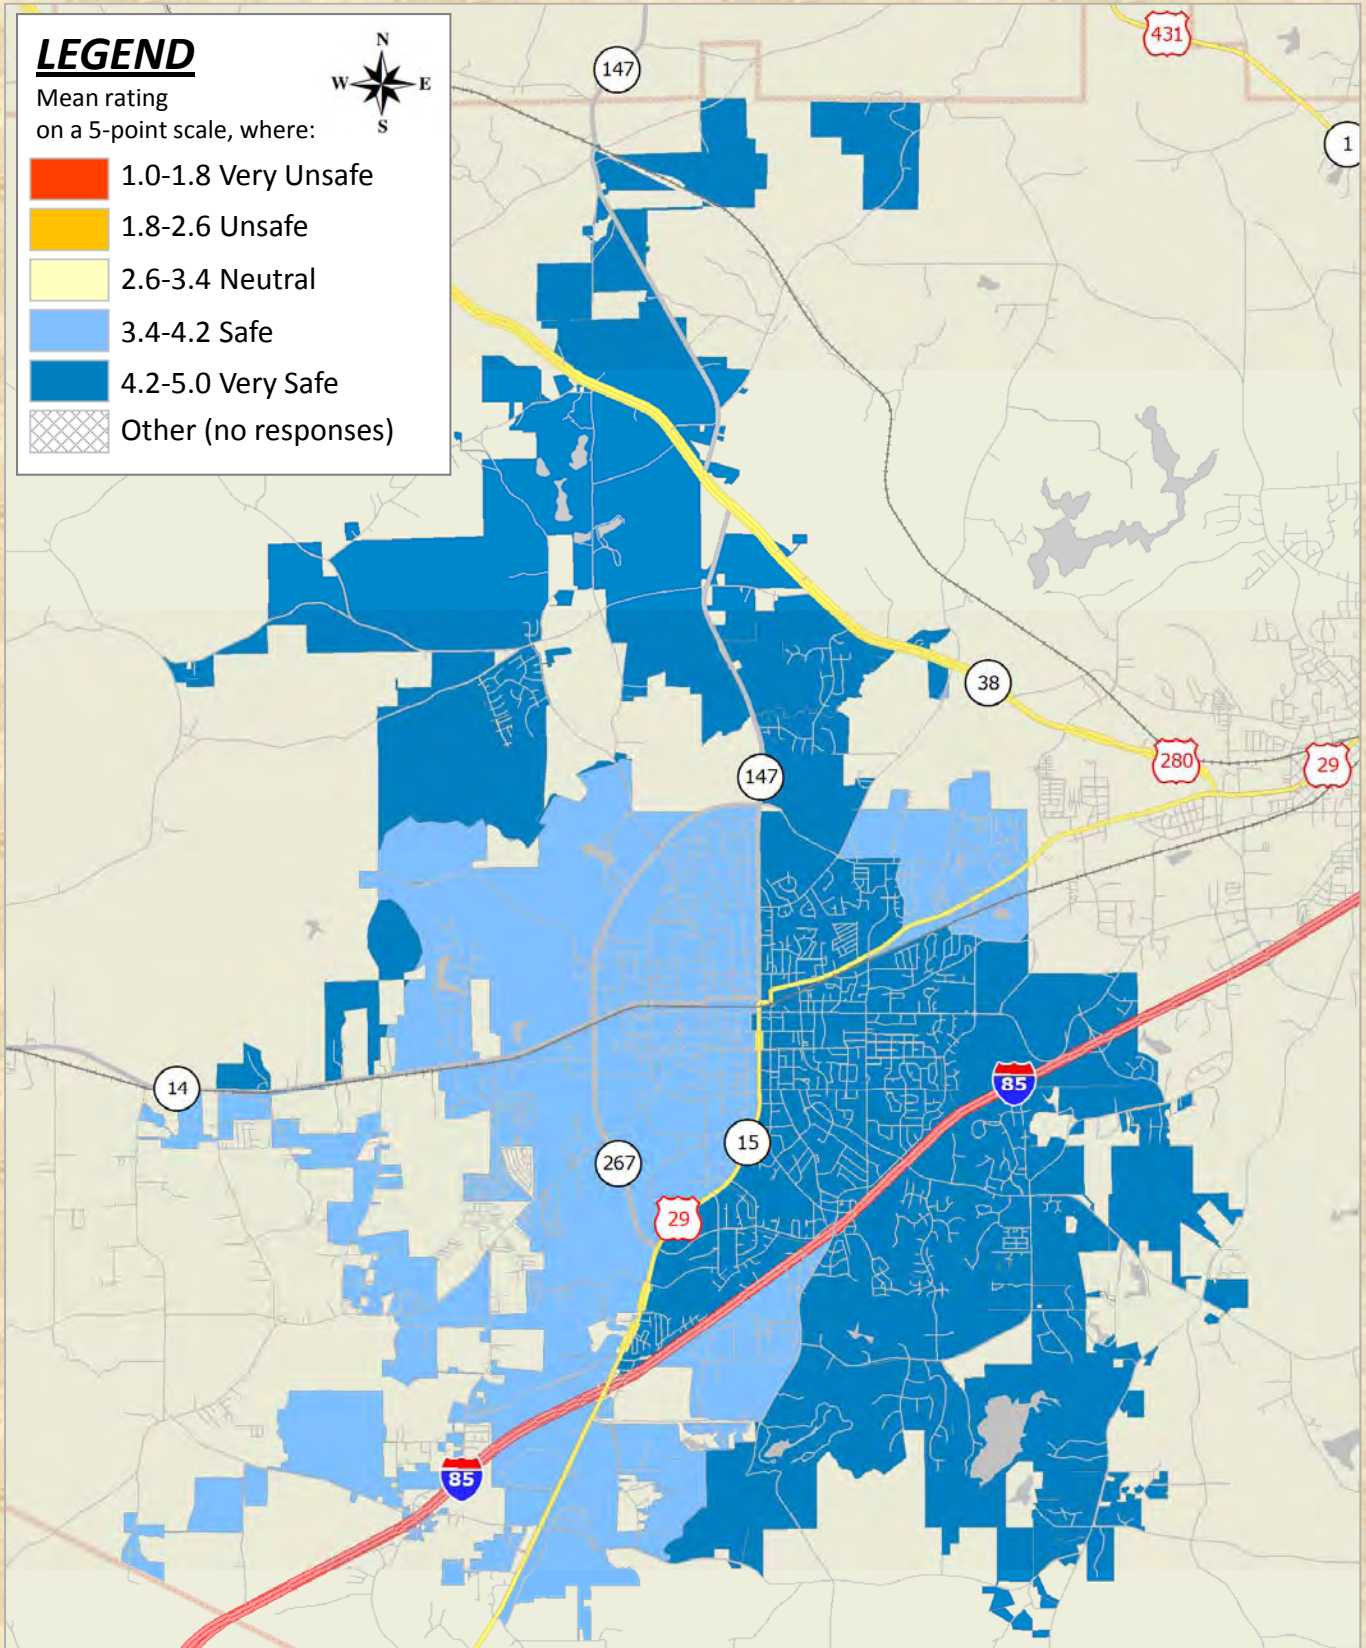 LEGEND
N
W E
S
Mean rating
on a 5-point scale, where:
1.0-1.8 Very Unsafe
1.8-2.6 Unsafe
2.6-3.4 Neutral
3.4-4.2 Safe
4.2-5.0 Very Safe
Other (no responses)
431
147
1
38
280
29
147
14
85
15
267
29
85